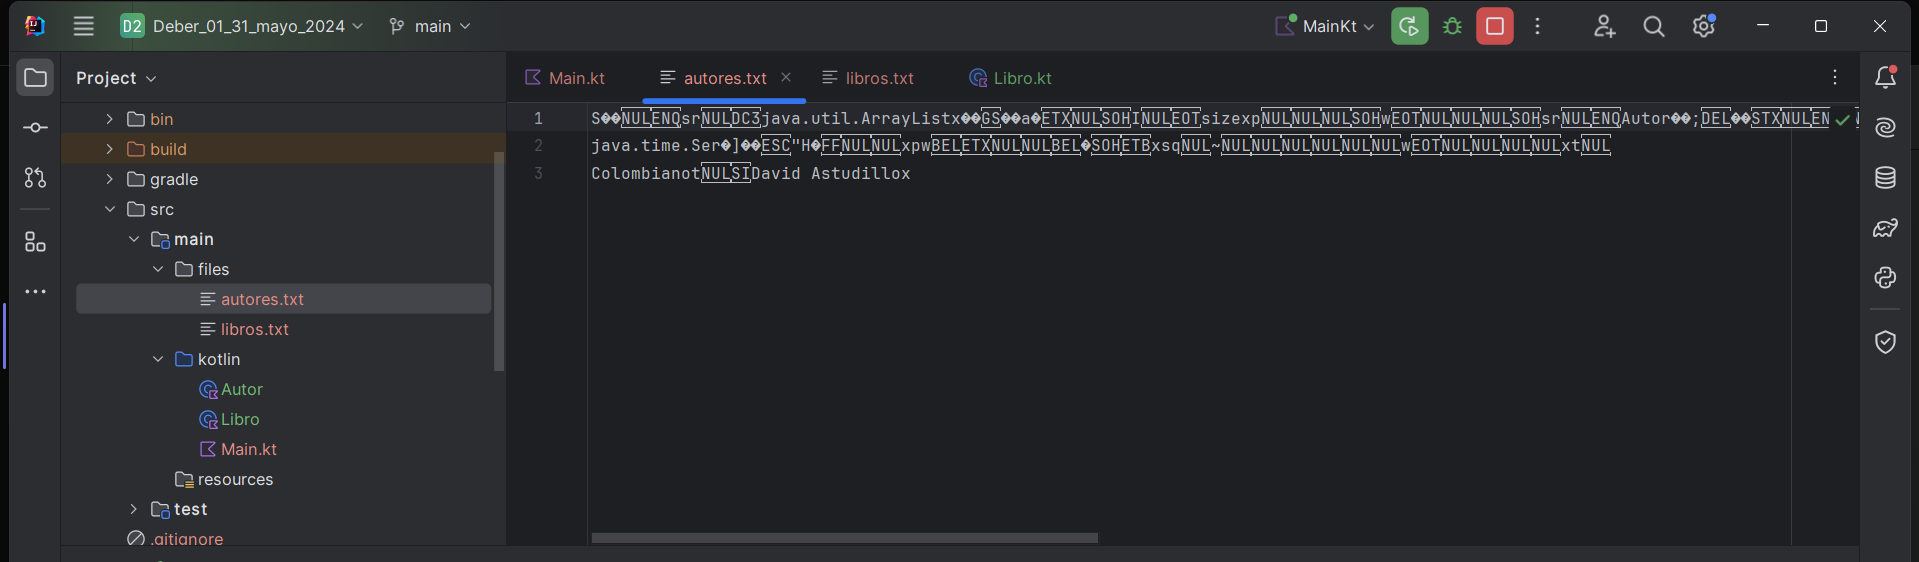 D2 Deber_01_31_mayo_2024 main MainKt
Project
Main.kt autores.txt libros.txt Libro.kt
bin
build
gradle
src
main
files
autores.txt
libros.txt
kotlin
Autor
Libro
Main.kt
resources
test
.gitignore
1 S��NULENQsrNULDC3java.util.ArrayListx��GS��a�ETXNULSOHINULEOTsizexpNULNULNULSOHwEOTNULNULNULSOHsrNULENQAutor��;DEL��STXNULEN
2 java.time.Ser�]��ESC"H�FFNULNULxpwBELETXNULNULBEL�SOHETBxsqNUL~NULNULNULNULNULNULwEOTNULNULNULNULxtNUL
3 ColombianotNULSIDavid Astudillox